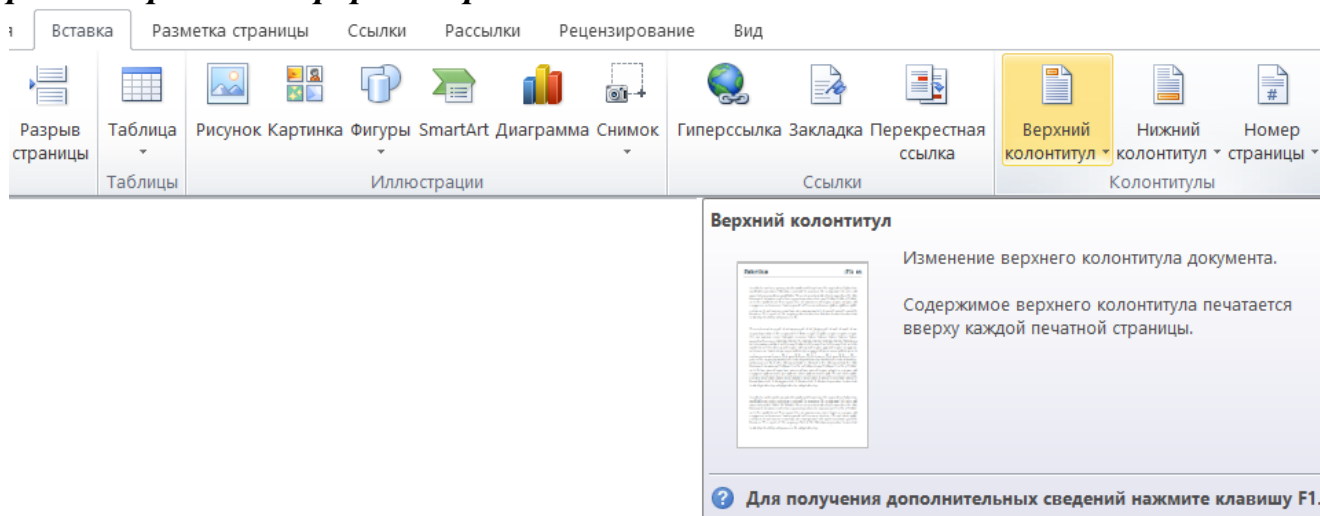 Вставка Разметка страницы Ссылки Рассылки Рецензирование Вид
Разрыв страницы
Таблица
Рисунок Картинка Фигуры SmartArt Диаграмма Снимок
Гиперссылка Закладка Перекрестная ссылка
Верхний колонтитул
Нижний колонтитул
Номер страницы
#
Таблицы Иллюстрации Ссылки Колонтитулы
Верхний колонтитул
Изменение верхнего колонтитула документа.
Содержимое верхнего колонтитула печатается
вверху каждой печатной страницы.
Для получения дополнительных сведений нажмите клавишу F1.